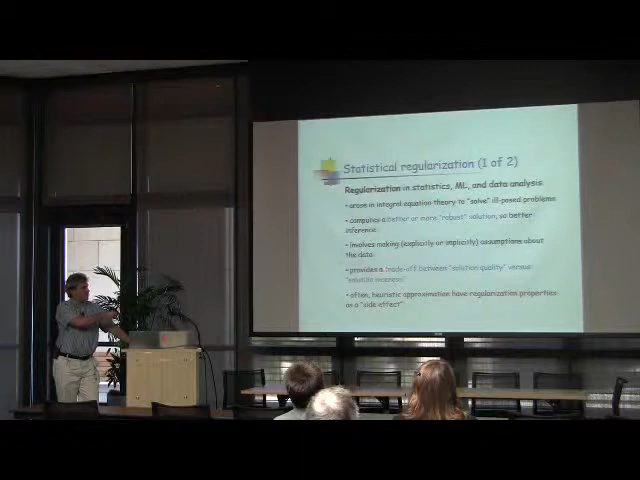 Statistical regularization (1 of 2)
Regularization in statistics, ML, and data analysis
• arose in integral equation theory to "solve" ill-posed problems
• computes a better or more "robust" solution, so better
inference
• involves making (explicitly or implicitly) assumptions about
the data
• provides a trade-off between "solution quality" versus
"solution niceness"
• often, heuristic approximation have regularization properties
as a "side effect"